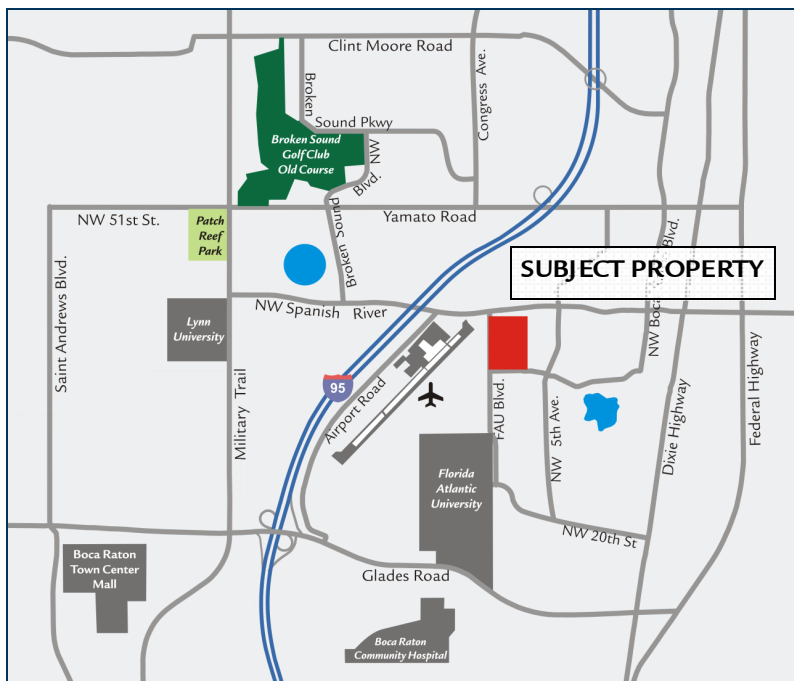 Clint Moore Road
Broken
Sound Pkwy
Congress Ave.
Broken Sound
Golf Club
Old Course
NW
Blvd.
Broken Sound
NW 51st St.
Patch
Reef
Park
Yamato Road
NW Boca
Blvd.
SUBJECT PROPERTY
Saint Andrews Blvd.
NW Spanish River
Lynn
University
95
Airport Road
Military Trail
FAU Blvd.
NW 5th Ave.
Dixie Highway
Federal Highway
Florida
Atlantic
University
NW 20th St
Boca Raton
Town Center
Mall
Glades Road
Boca Raton
Community Hospital